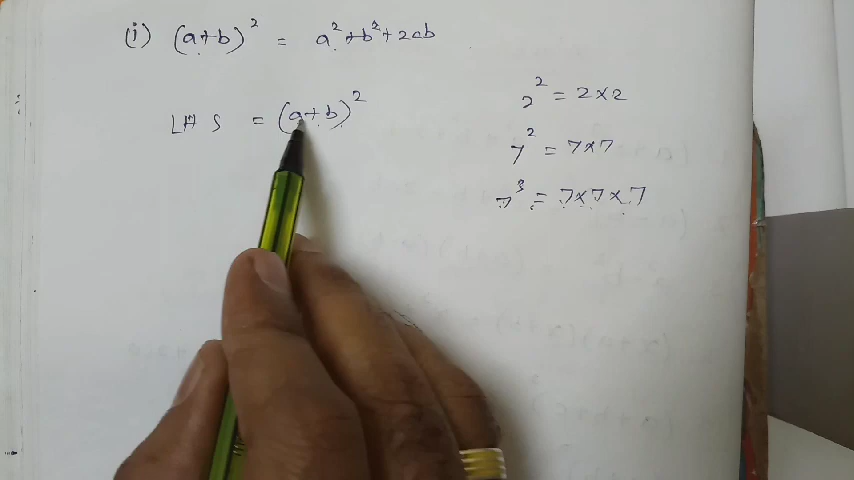 (i) (a+b)² = a²+b²+2ab
LHS = (a+b)²
2² = 2×2
7² = 7×7
7³ = 7×7×7